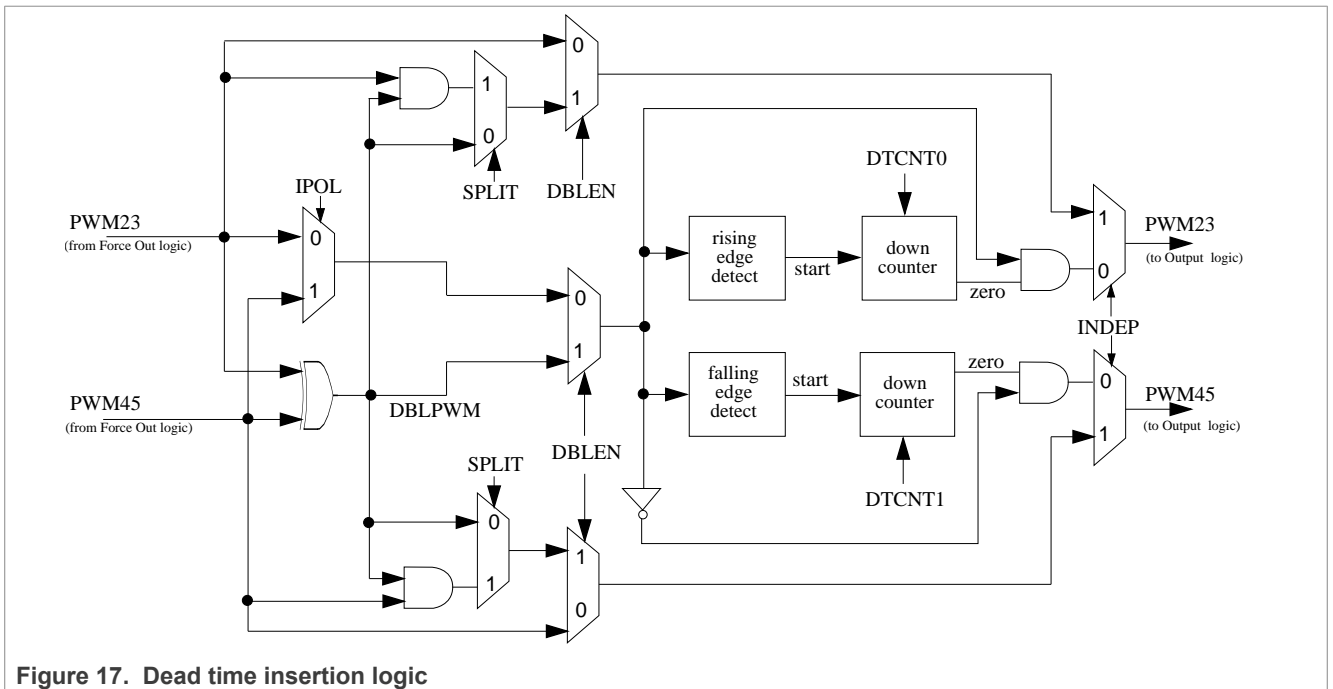 0
1
1
0
SPLIT
DBLEN
IPOL
PWM23
(from Force Out logic)
0
1
DTCNT0
rising
edge
detect
start
down
counter
zero
1
0
PWM23
(to Output logic)
INDEP
0
1
PWM45
(from Force Out logic)
DBLPWM
falling
edge
detect
start
down
counter
zero
0
1
PWM45
(to Output logic)
DBLEN
SPLIT
DTCNT1
0
1
1
0
Figure 17. Dead time insertion logic